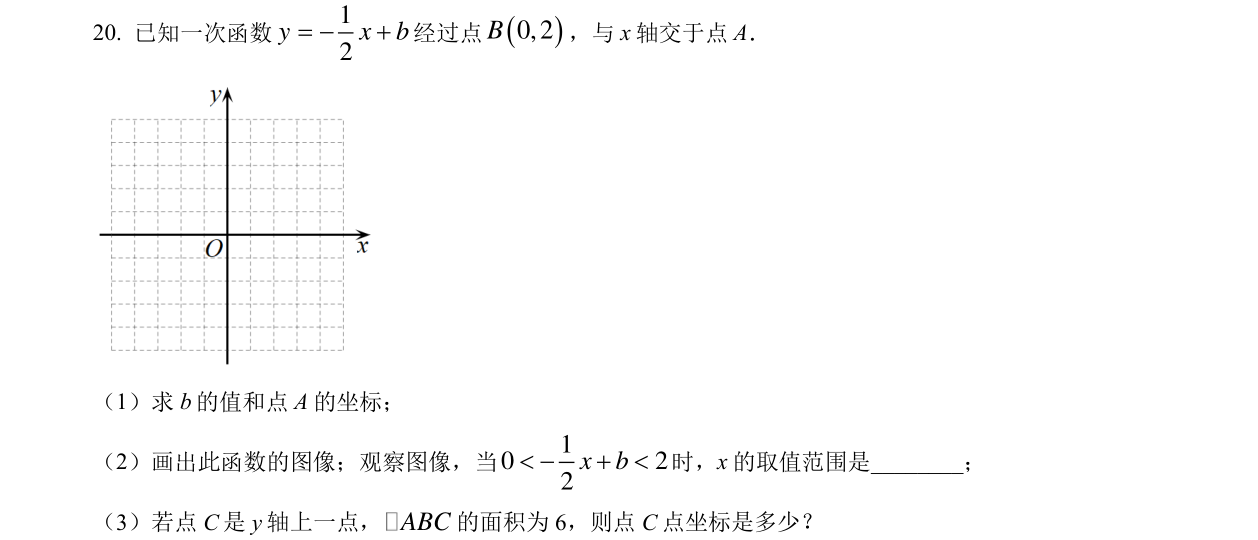 20. 已知一次函数 y = -\frac{1}{2}x + b 经过点 B(0,2)，与 x 轴交于点 A．
y
O
x
（1）求 b 的值和点 A 的坐标；
（2）画出此函数的图像；观察图像，当 0 < -\frac{1}{2}x + b < 2 时，x 的取值范围是________；
（3）若点 C 是 y 轴上一点，□ABC 的面积为 6，则点 C 点坐标是多少？